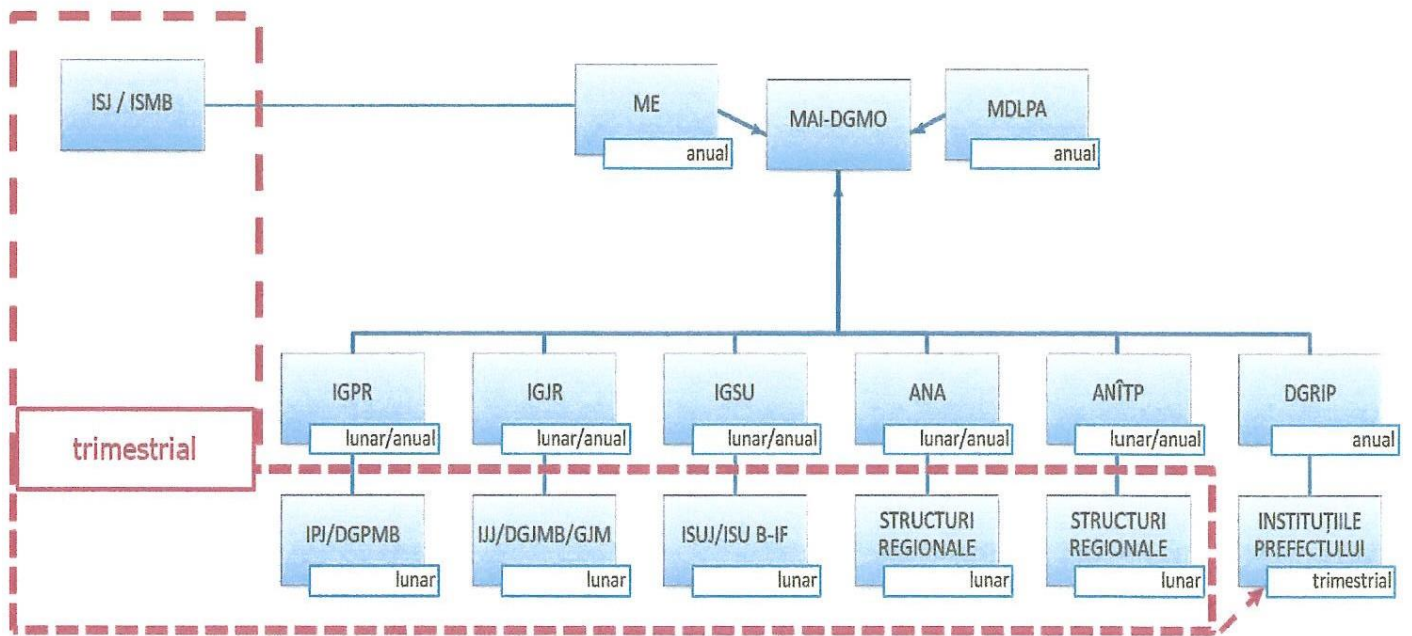 ISJ / ISMB
ME
anual
MAI-DGMO
MDLPA
anual
IGPR
lunar/anual
IGJR
lunar/anual
IGSU
lunar/anual
ANA
lunar/anual
ANÎTP
lunar/anual
DGRIP
anual
trimestrial
IPJ/DGPMB
lunar
IJJ/DGJMB/GJM
lunar
ISUJ/ISU B-IF
lunar
STRUCTURI
REGIONALE
lunar
STRUCTURI
REGIONALE
lunar
INSTITUȚIILE
PREFECTULUI
trimestrial